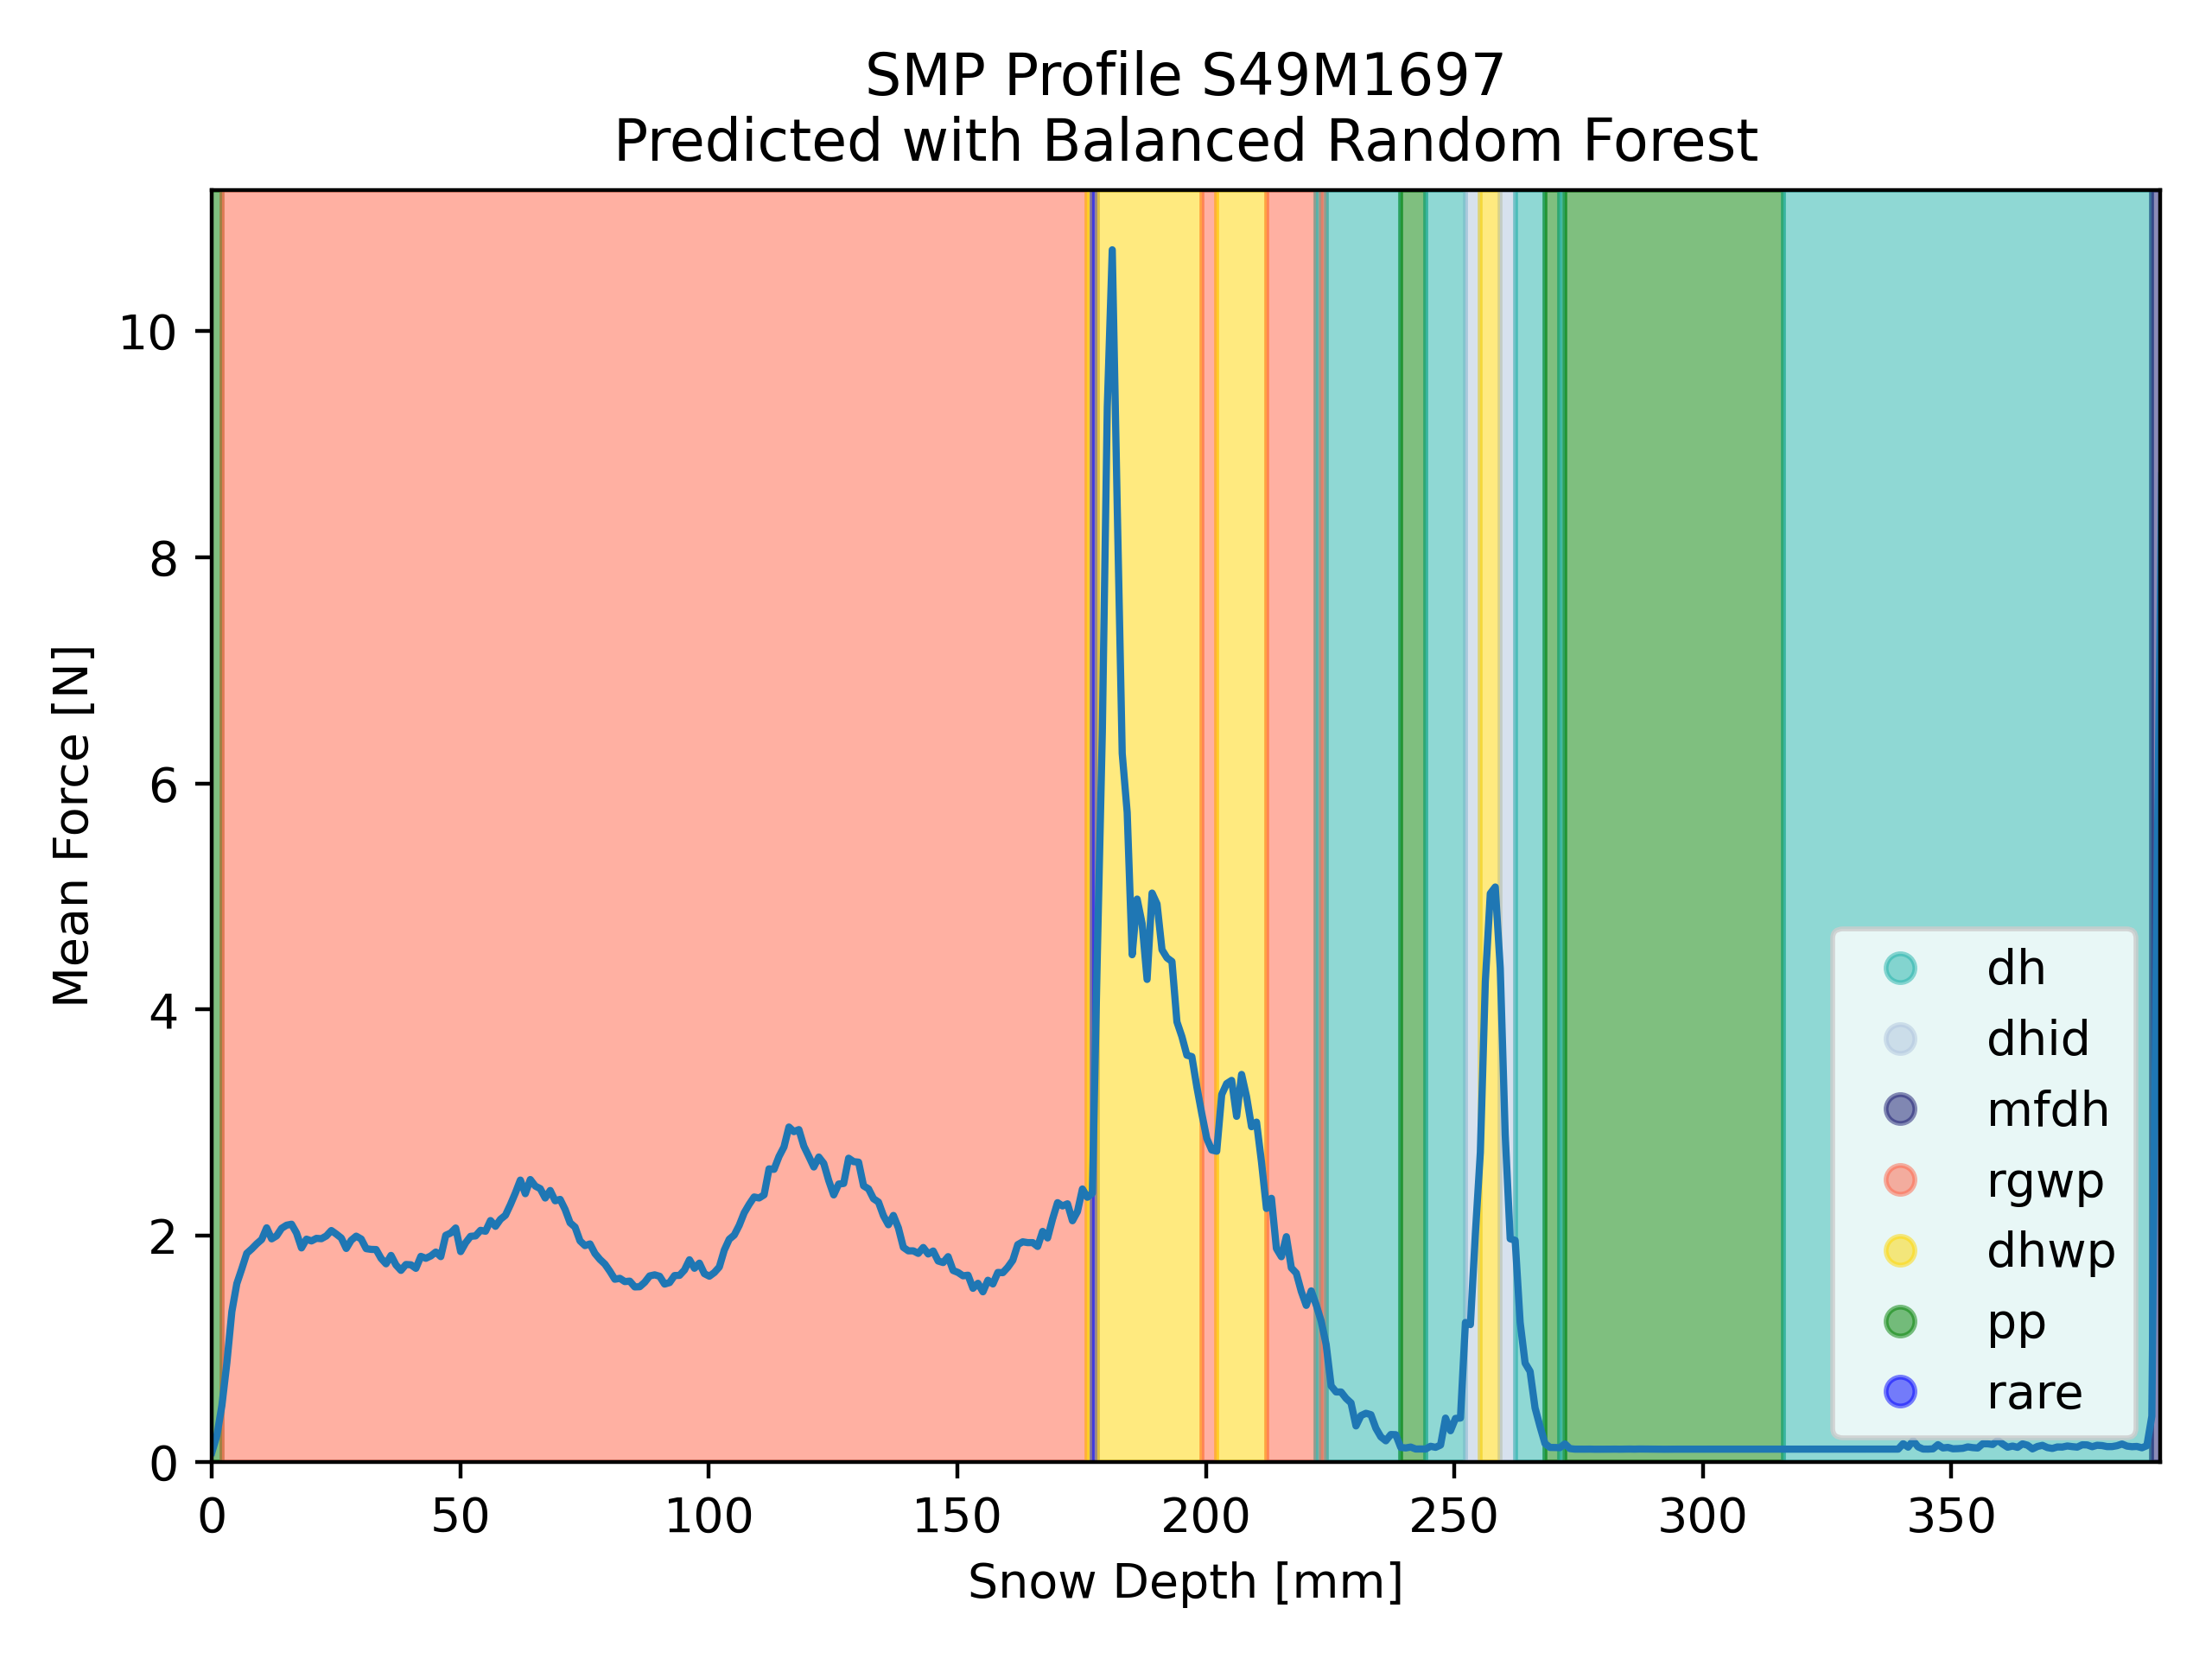 SMP Profile S49M1697
Predicted with Balanced Random Forest
Mean Force [N]
10
8
6
4
2
0
dh
dhid
mfdh
rgwp
dhwp
pp
rare
0 50 100 150 200 250 300 350
Snow Depth [mm]